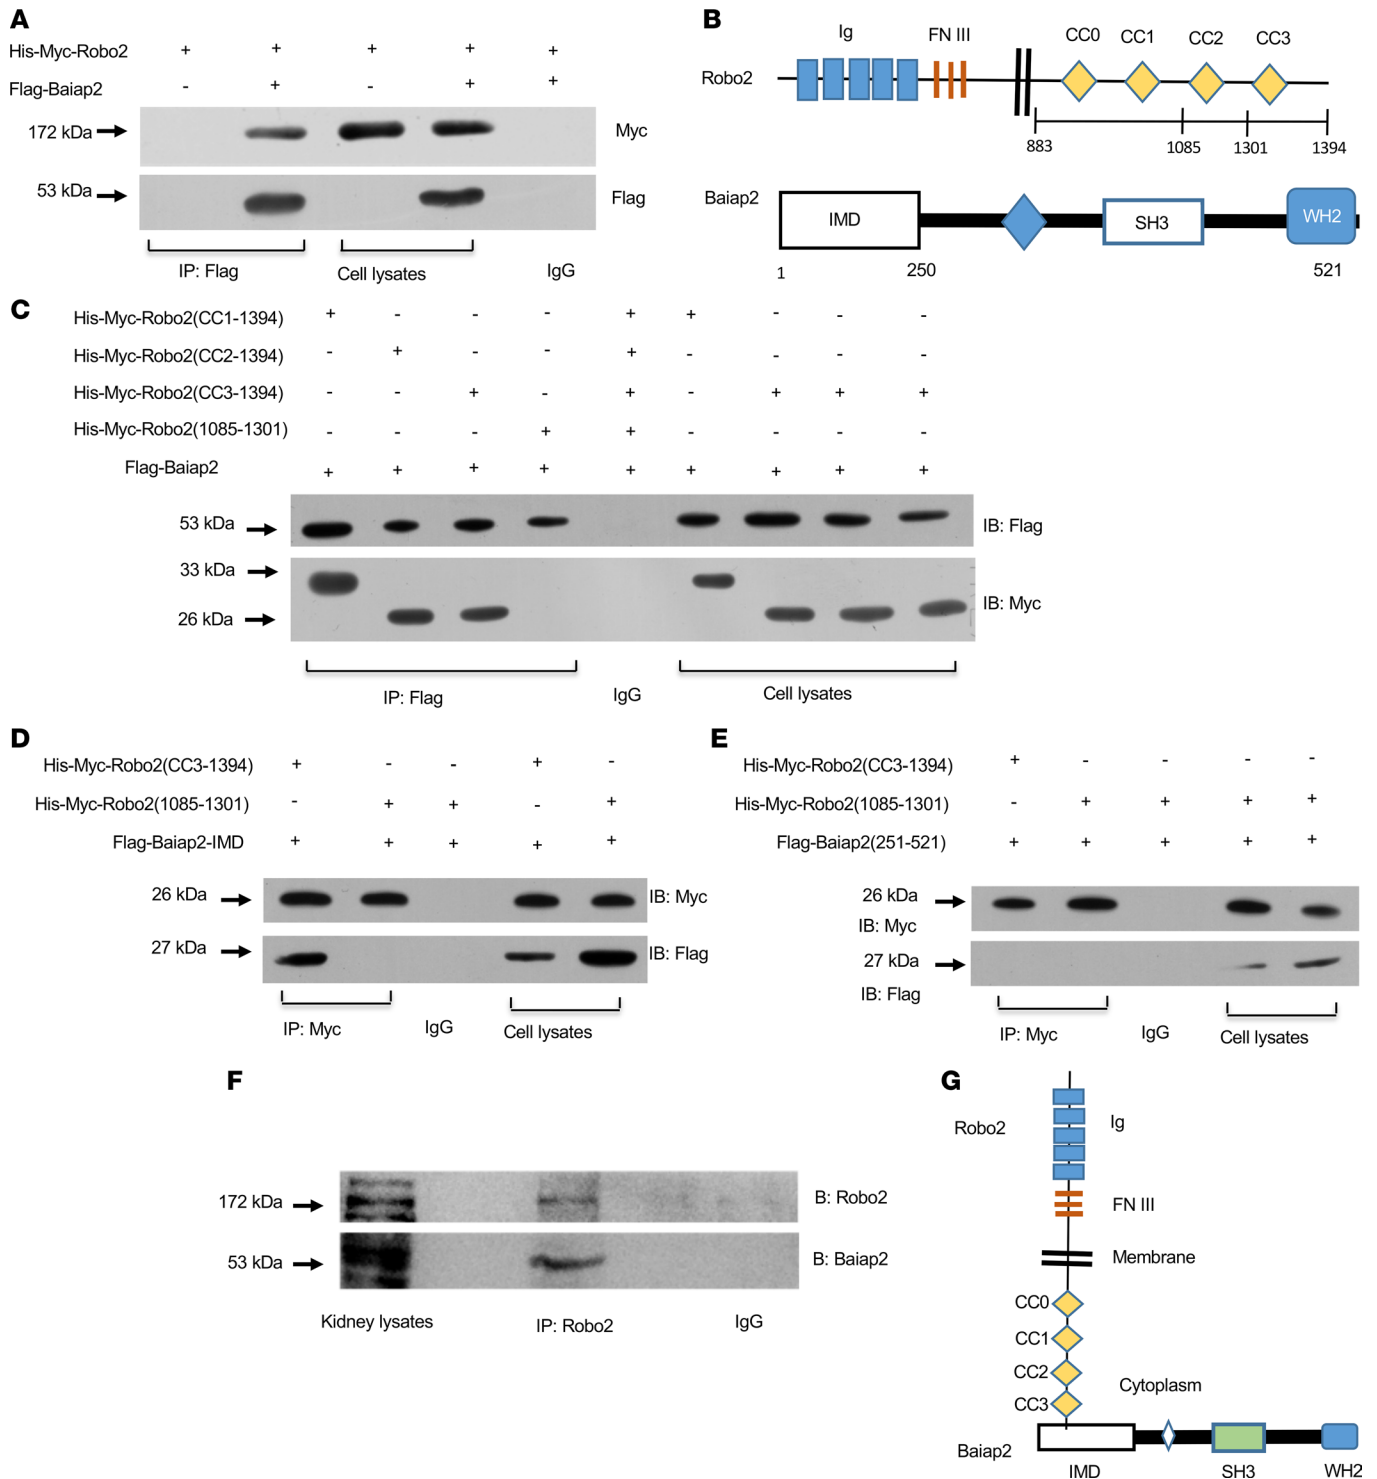 A
His-Myc-Robo2 + + + + +
Flag-Baiap2 - + - + +
172 kDa Myc
53 kDa Flag
IP: Flag Cell lysates IgG
B
Ig FN III CC0 CC1 CC2 CC3
Robo2
883 1085 1301 1394
Baiap2 IMD SH3 WH2
1 250 521
C
His-Myc-Robo2(CC1-1394) + - - - + + - - -
His-Myc-Robo2(CC2-1394) - + - - + - - - -
His-Myc-Robo2(CC3-1394) - - + - + - + + +
His-Myc-Robo2(1085-1301) - - - + + - - - -
Flag-Baiap2 + + + + + + + + +
53 kDa IB: Flag
33 kDa
26 kDa IB: Myc
IP: Flag IgG Cell lysates
D
His-Myc-Robo2(CC3-1394) + - - + -
His-Myc-Robo2(1085-1301) - + + - +
Flag-Baiap2-IMD + + + + +
26 kDa IB: Myc
27 kDa IB: Flag
IP: Myc IgG Cell lysates
E
His-Myc-Robo2(CC3-1394) + - - - -
His-Myc-Robo2(1085-1301) - + + + +
Flag-Baiap2(251-521) + + + + +
26 kDa
IB: Myc
27 kDa
IB: Flag
IP: Myc IgG Cell lysates
F
172 kDa B: Robo2
53 kDa B: Baiap2
Kidney lysates IP: Robo2 IgG
G
Robo2 Ig
FN III
Membrane
CC0
CC1
CC2
Cytoplasm
CC3
Baiap2
IMD SH3 WH2